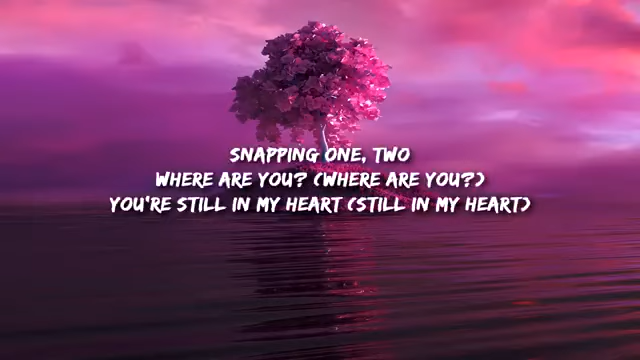 SNAPPING ONE, TWO
WHERE ARE YOU? (WHERE ARE YOU?)
YOU'RE STILL IN MY HEART (STILL IN MY HEART)